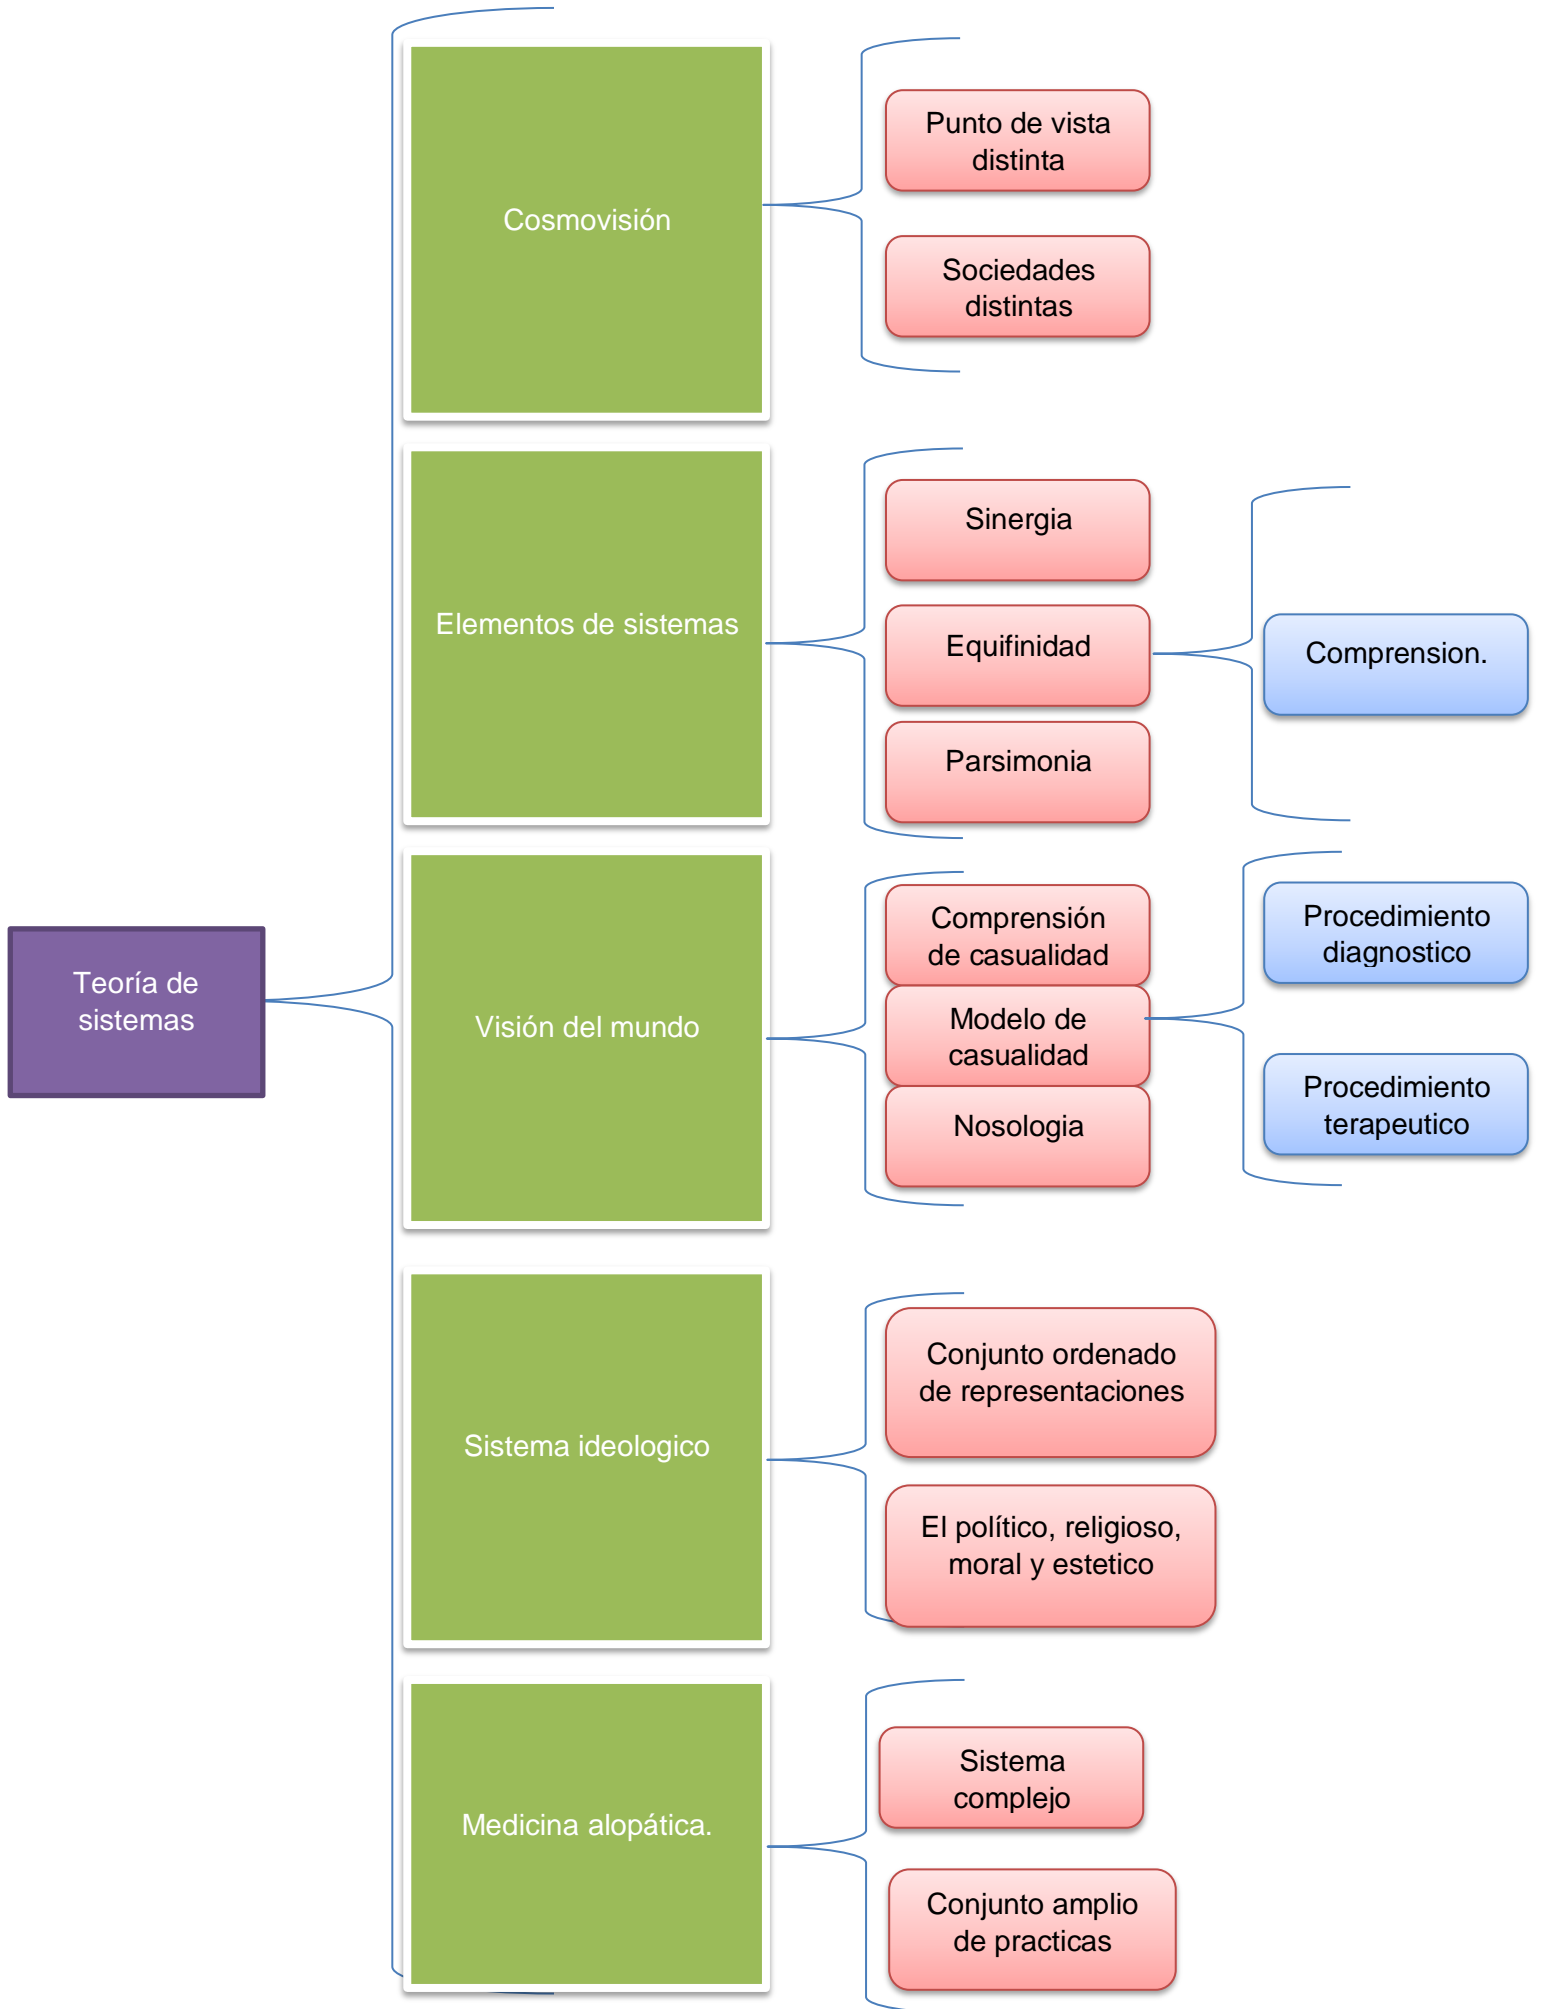 Teoría de
sistemas
Cosmovisión
Punto de vista
distinta
Sociedades
distintas
Elementos de sistemas
Sinergia
Equifinidad
Parsimonia
Comprension.
Visión del mundo
Comprensión
de casualidad
Modelo de
casualidad
Nosologia
Procedimiento
diagnostico
Procedimiento
terapeutico
Sistema ideologico
Conjunto ordenado
de representaciones
El político, religioso,
moral y estetico
Medicina alopática.
Sistema
complejo
Conjunto amplio
de practicas